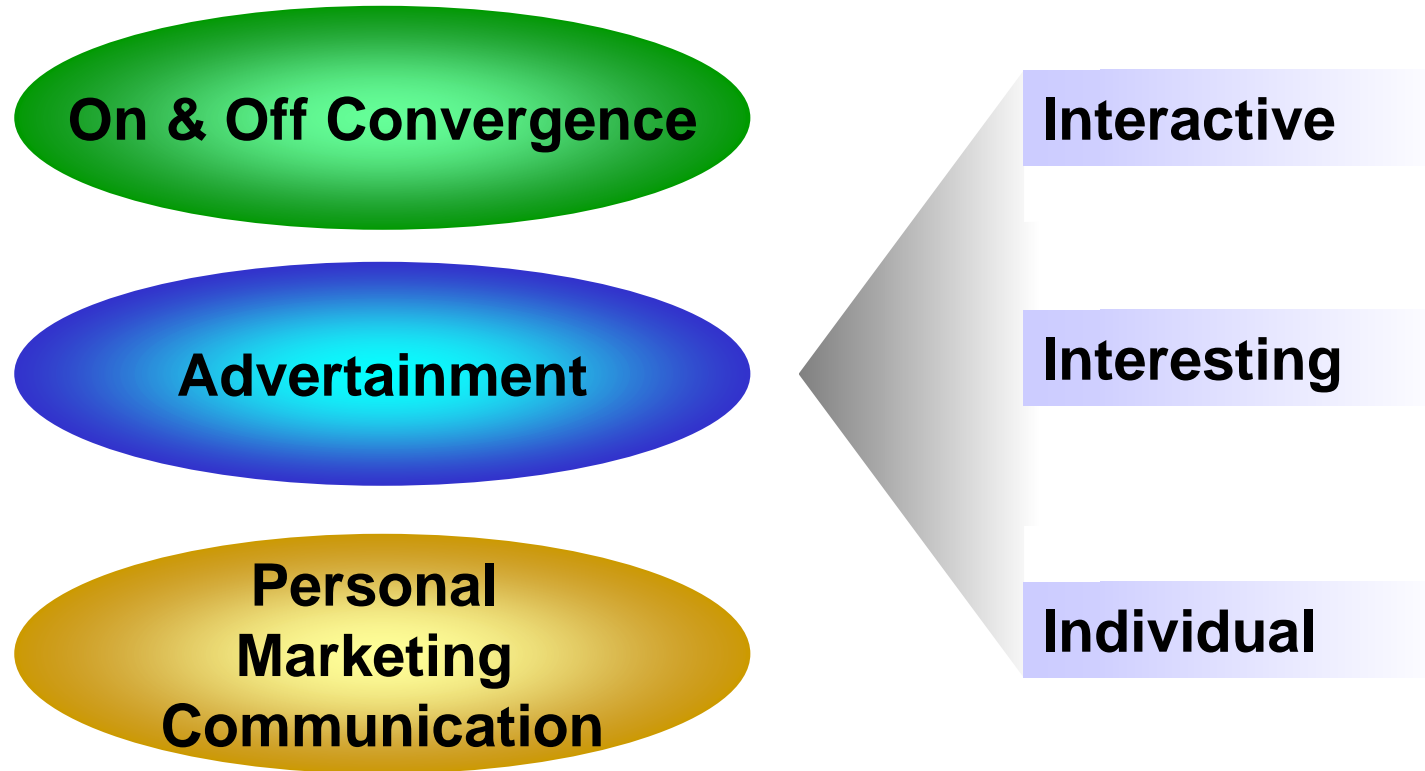 On & Off Convergence
Interactive
Advertainment
Interesting
Personal
Marketing
Communication
Individual